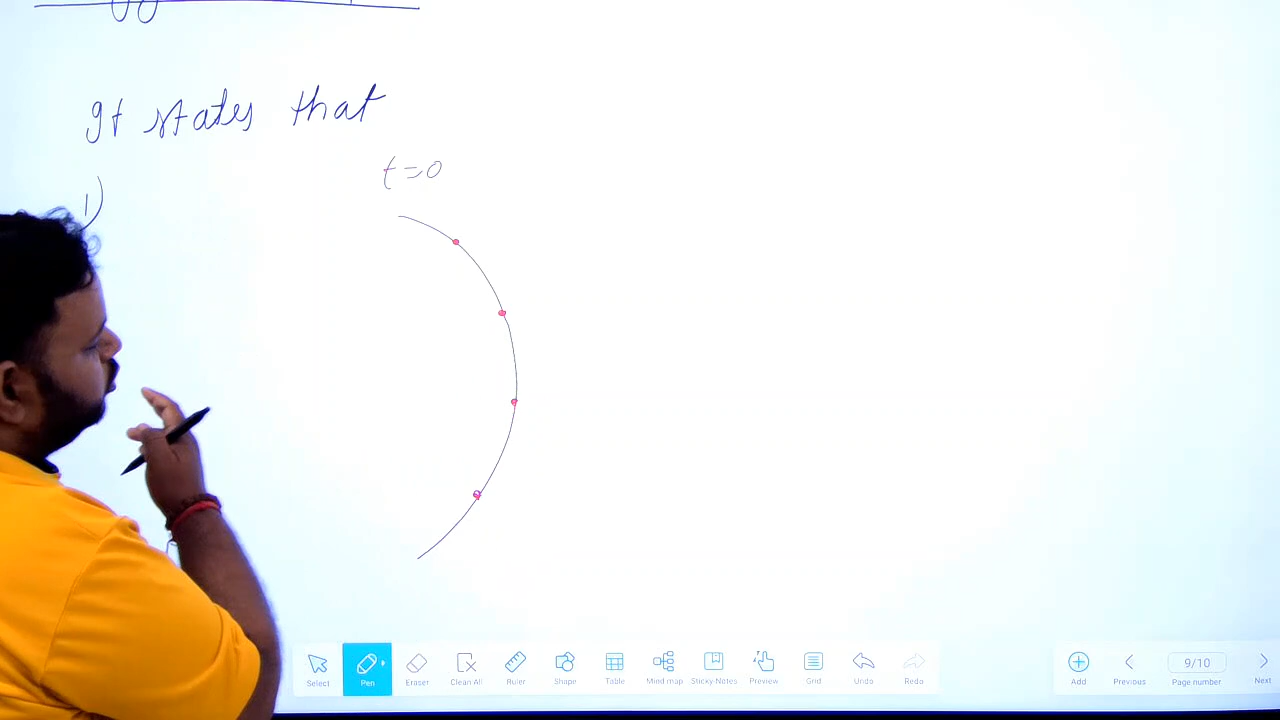 It states that
t=0
1)
Select
Pen
Eraser
Clean All
Ruler
Shape
Table
Mind map
Sticky-Notes
Preview
Grid
Undo
Redo
Add
Previous
9/10
Page number
Next